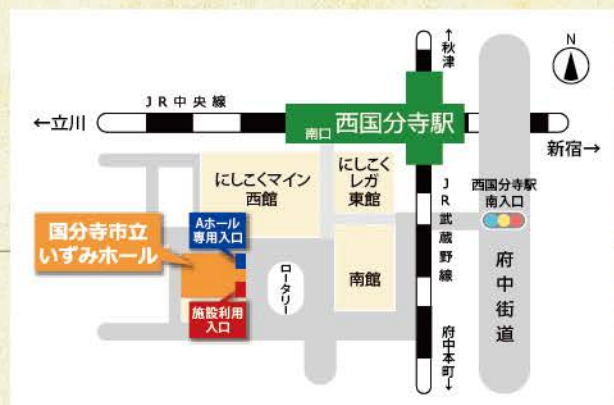 ↑秋津
N
JR中央線
←立川
南口
西国分寺駅
新宿→
にしこくマイン
西館
にしこく
レガ
東館
JR武蔵野線
西国分寺駅
南入口
国分寺市立
いずみホール
Aホール
専用入口
ロータリー
南館
府中街道
施設利用
入口
府中本町↓